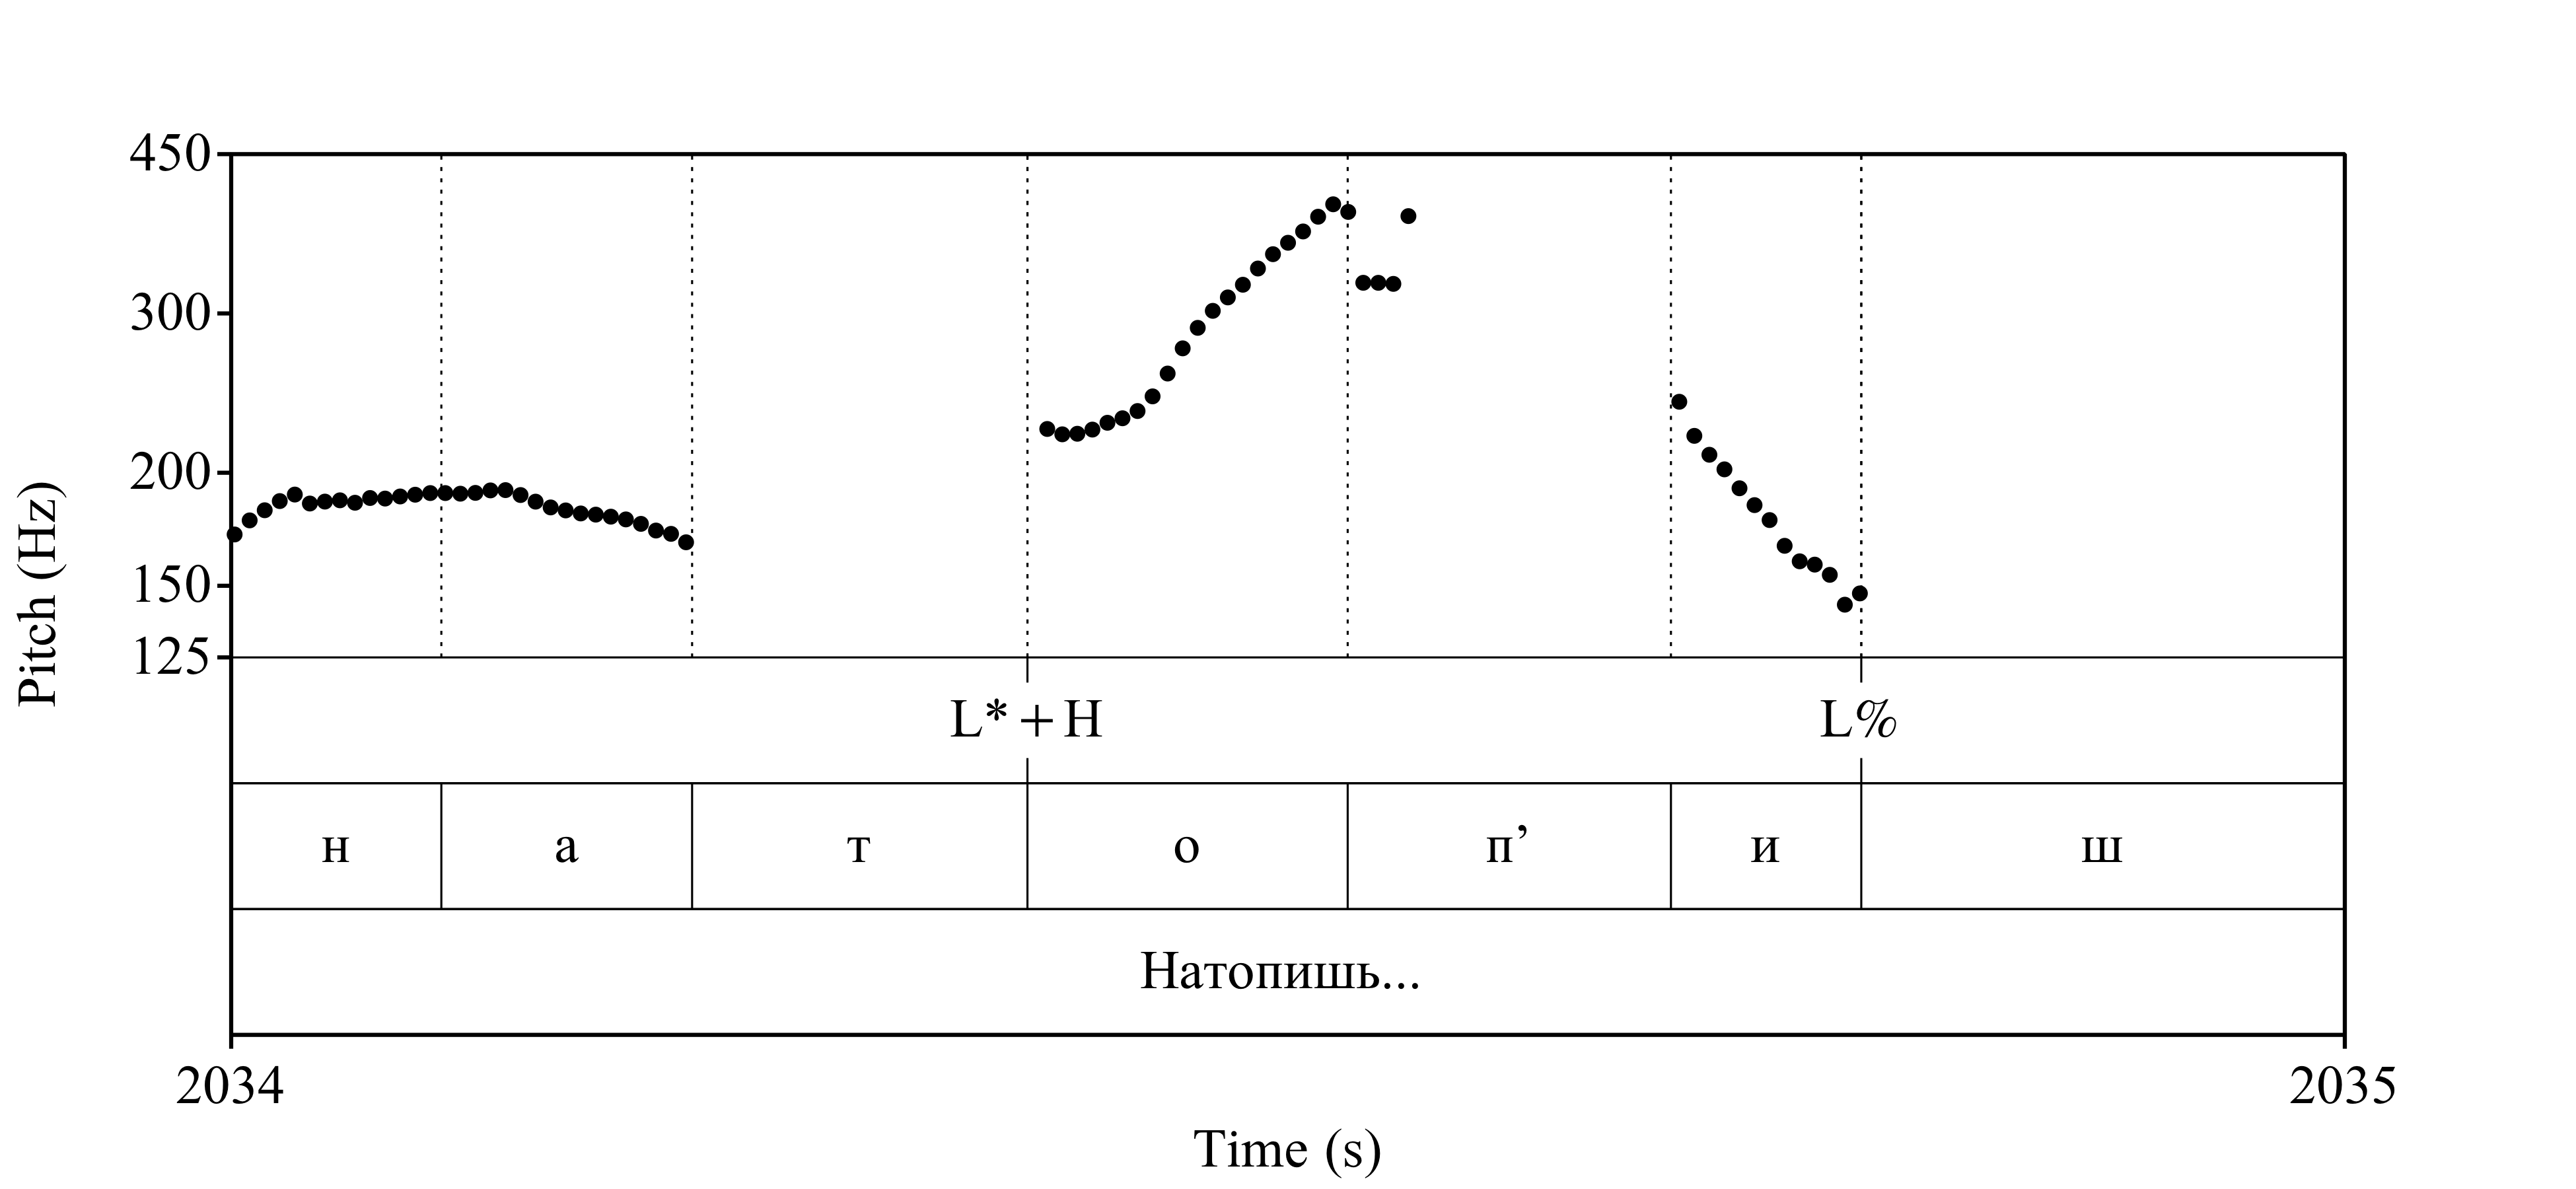 450
300
200
150
125
Pitch (Hz)
L*+H L%
н а т о п’ и ш
Натопишь...
2034 2035
Time (s)